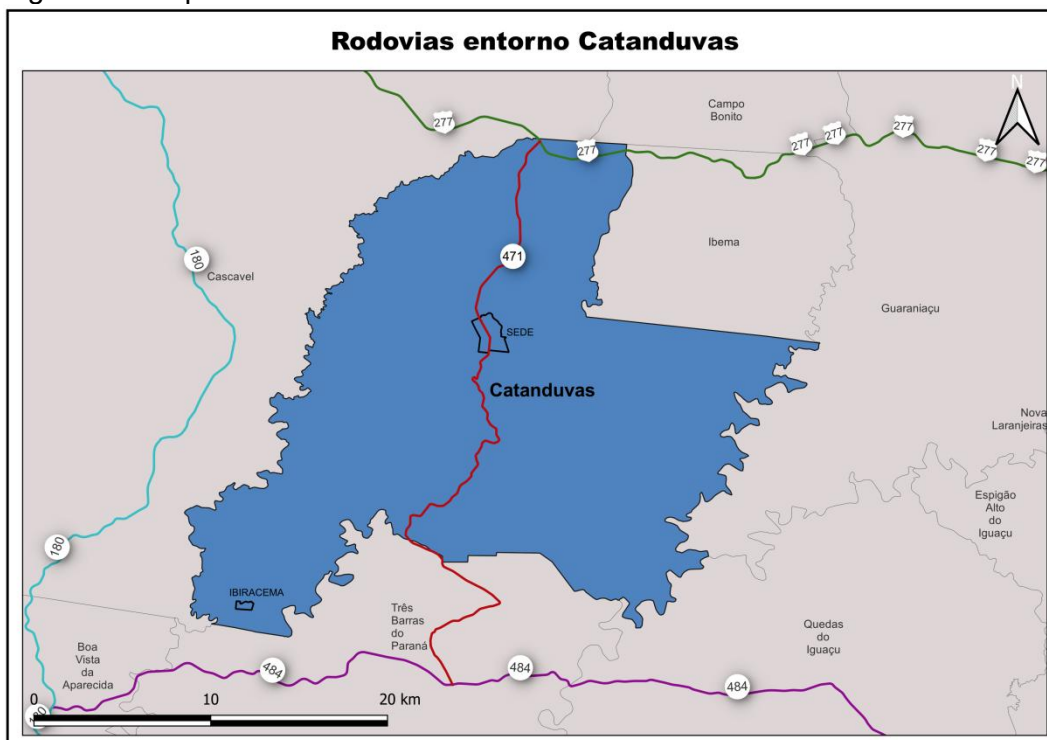 Rodovias entorno Catanduvas
N
Campo
Bonito
277
277
277
277
277
277
277
Ibema
471
180
Cascavel
Guaraniaçu
SEDE
Catanduvas
Nova
Laranjeiras
Espigão
Alto
do
Iguaçu
180
IBIRACEMA
Três
Barras
do
Paraná
Quedas
do
Iguaçu
Boa
Vista
da
Aparecida
484
484
484
0
10
20 km
180